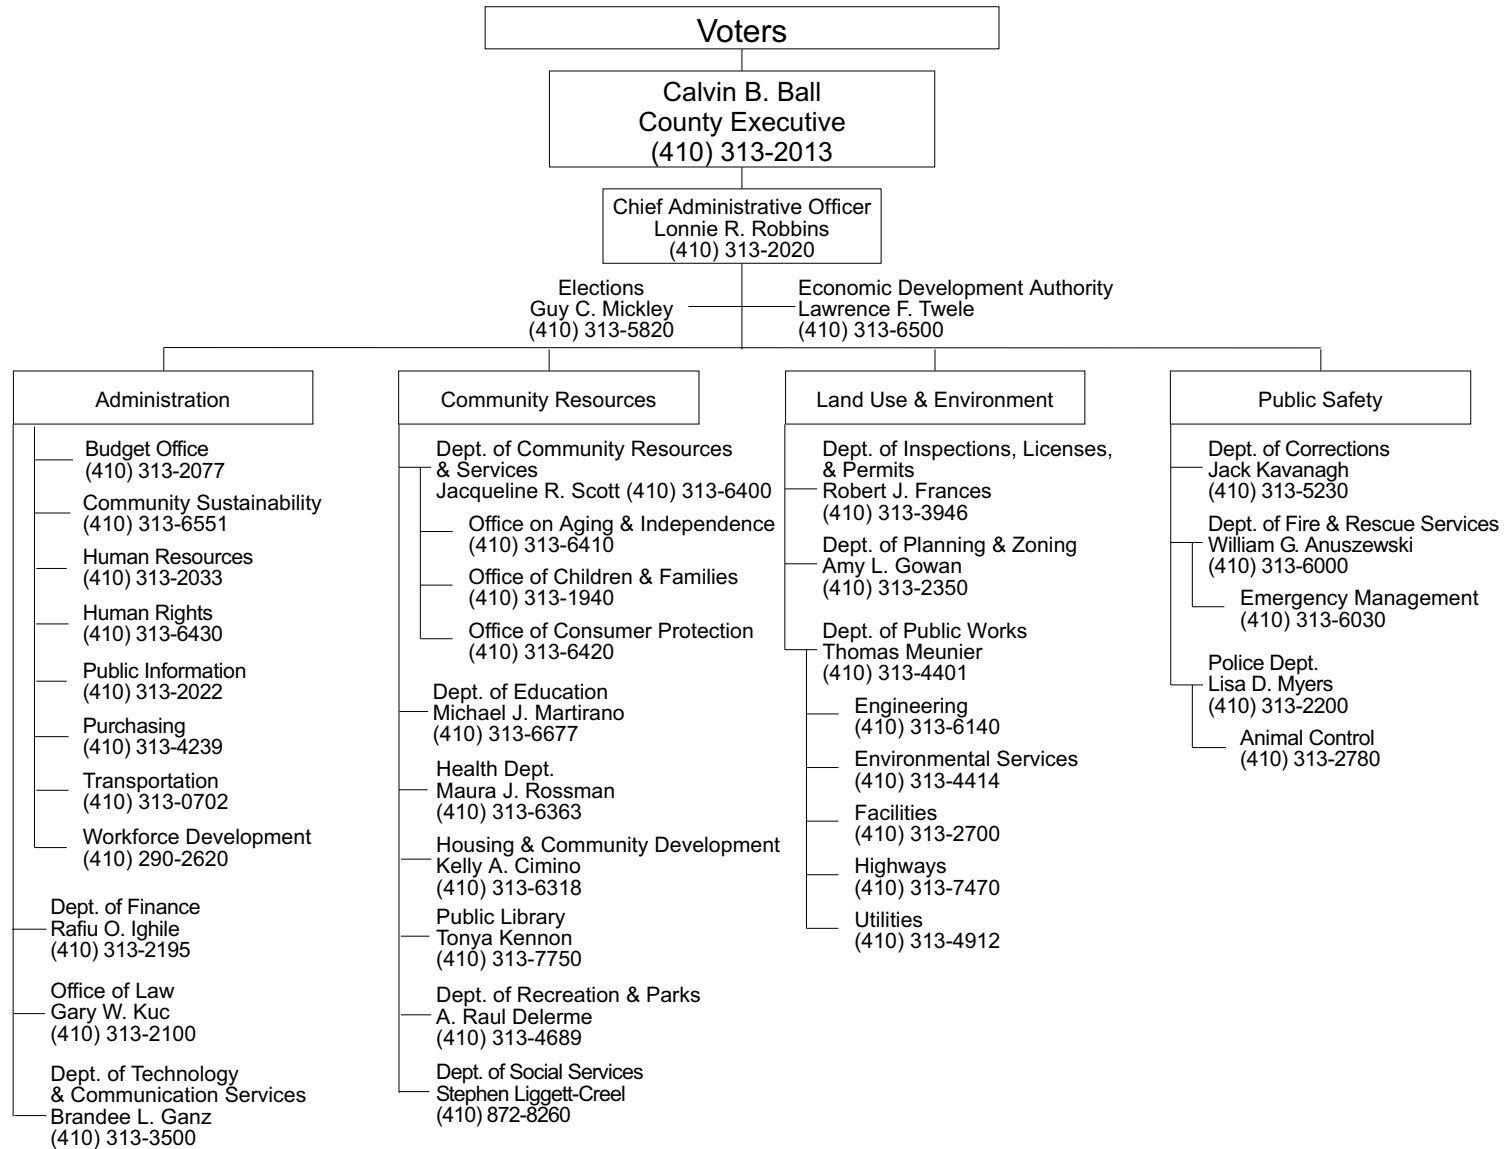 Voters
Calvin B. Ball
County Executive
(410) 313-2013
Chief Administrative Officer
Lonnie R. Robbins
(410) 313-2020
Elections
Guy C. Mickley
(410) 313-5820
Economic Development Authority
Lawrence F. Twele
(410) 313-6500
Administration
Budget Office
(410) 313-2077
Community Sustainability
(410) 313-6551
Human Resources
(410) 313-2033
Human Rights
(410) 313-6430
Public Information
(410) 313-2022
Purchasing
(410) 313-4239
Transportation
(410) 313-0702
Workforce Development
(410) 290-2620
Dept. of Finance
Rafiu O. Ighile
(410) 313-2195
Office of Law
Gary W. Kuc
(410) 313-2100
Dept. of Technology
& Communication Services
Brandee L. Ganz
(410) 313-3500
Community Resources
Dept. of Community Resources
& Services
Jacqueline R. Scott (410) 313-6400
Office on Aging & Independence
(410) 313-6410
Office of Children & Families
(410) 313-1940
Office of Consumer Protection
(410) 313-6420
Dept. of Education
Michael J. Martirano
(410) 313-6677
Health Dept.
Maura J. Rossman
(410) 313-6363
Housing & Community Development
Kelly A. Cimino
(410) 313-6318
Public Library
Tonya Kennon
(410) 313-7750
Dept. of Recreation & Parks
A. Raul Delerme
(410) 313-4689
Dept. of Social Services
Stephen Liggett-Creel
(410) 872-8260
Land Use & Environment
Dept. of Inspections, Licenses,
& Permits
Robert J. Frances
(410) 313-3946
Dept. of Planning & Zoning
Amy L. Gowan
(410) 313-2350
Dept. of Public Works
Thomas Meunier
(410) 313-4401
Engineering
(410) 313-6140
Environmental Services
(410) 313-4414
Facilities
(410) 313-2700
Highways
(410) 313-7470
Utilities
(410) 313-4912
Public Safety
Dept. of Corrections
Jack Kavanagh
(410) 313-5230
Dept. of Fire & Rescue Services
William G. Anuszewski
(410) 313-6000
Emergency Management
(410) 313-6030
Police Dept.
Lisa D. Myers
(410) 313-2200
Animal Control
(410) 313-2780